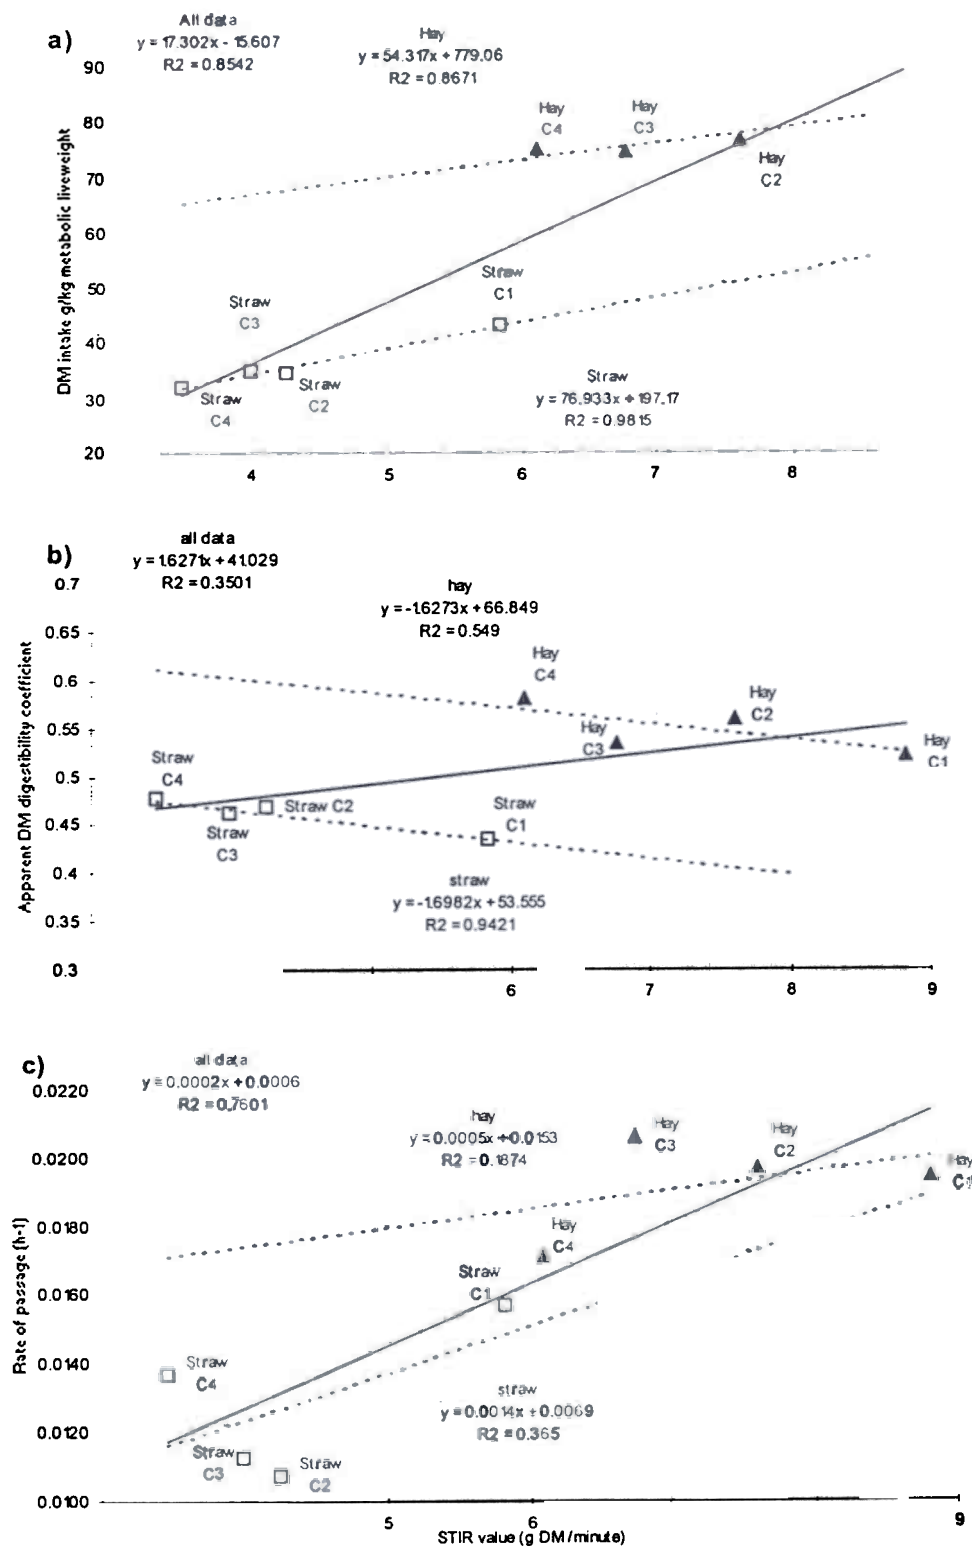 a)
All data
y = 17.302x - 15.607
R2 = 0.8542
Hay
y = 54.317x + 779.06
R2 = 0.8671
90
80
70
60
50
40
30
20
DM intake g/kg metabolic liveweight
Hay
C4
Hay
C3
Hay
C2
Straw
C1
Straw
C3
Straw
C4
Straw
C2
Straw
y = 76.933x + 197.17
R2 = 0.9815
4 5 6 7 8
b)
all data
y = 1.6271x + 41.029
R2 = 0.3501
hay
y = -1.6273x + 66.849
R2 = 0.549
0.7
0.65
0.6
0.55
0.5
0.45
0.4
0.35
0.3
Apparent DM digestibility coefficient
Hay
C4
Hay
C2
Hay
C3
Hay
C1
Straw
C4
Straw C2
Straw
C1
Straw
C3
straw
y = -1.6982x + 53.555
R2 = 0.9421
6 7 8 9
c)
all data
y = 0.0002x + 0.0006
R2 = 0.7601
hay
y = 0.0005x + 0.0153
R2 = 0.1874
0.0220
0.0200
0.0180
0.0160
0.0140
0.0120
0.0100
Rate of passage (h-1)
Hay
C3
Hay
C2
Hay
C1
Hay
C4
Straw
C1
Straw
C4
Straw
C3
Straw
C2
straw
y = 0.0014x + 0.0069
R2 = 0.365
5 6 9
STIR value (g DM/minute)